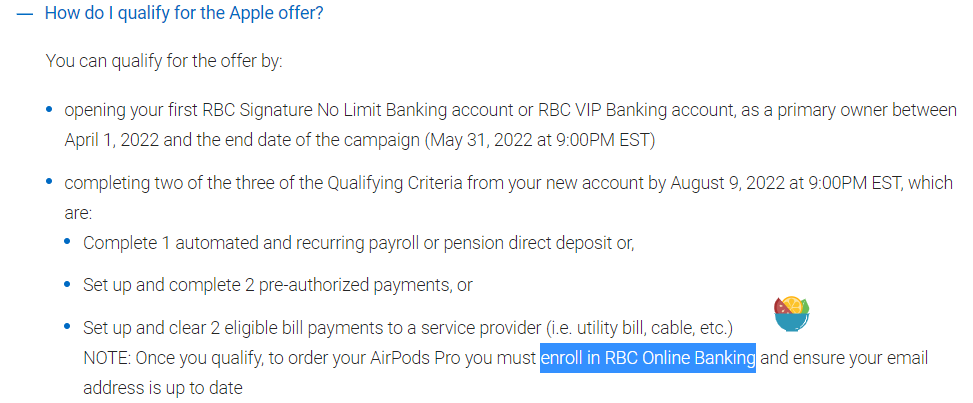 How do I qualify for the Apple offer?
You can qualify for the offer by:
opening your first RBC Signature No Limit Banking account or RBC VIP Banking account, as a primary owner between
April 1, 2022 and the end date of the campaign (May 31, 2022 at 9:00PM EST)
completing two of the three of the Qualifying Criteria from your new account by August 9, 2022 at 9:00PM EST, which
are:
Complete 1 automated and recurring payroll or pension direct deposit or,
Set up and complete 2 pre-authorized payments, or
Set up and clear 2 eligible bill payments to a service provider (i.e. utility bill, cable, etc.)
NOTE: Once you qualify, to order your AirPods Pro you must enroll in RBC Online Banking and ensure your email
address is up to date